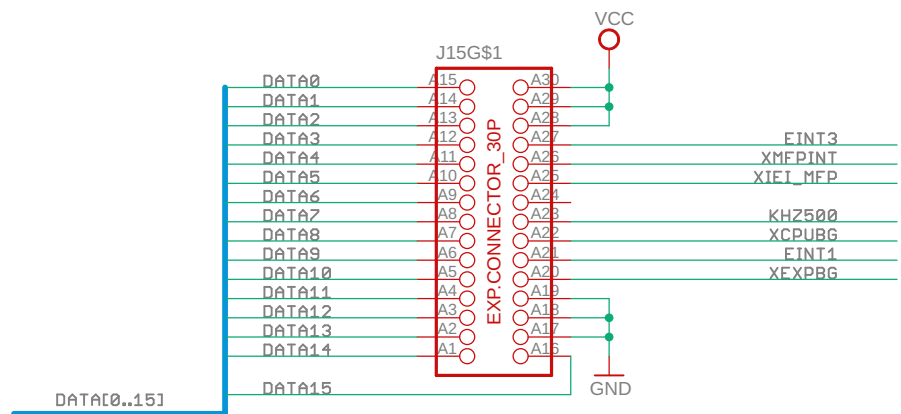 VCC
J15G$1
DATA0 A15 A30
DATA1 A14 A29
DATA2 A13 A28
DATA3 A12 A27 EINT3
DATA4 A11 A26 XMFPINT
DATA5 A10 A25 XIEI_MFP
DATA6 A9 A24
DATA7 A8 A23 KHZ500
DATA8 A7 A22 XCPUBG
DATA9 A6 A21 EINT1
DATA10 A5 A20 XEXPBG
DATA11 A4 A19
DATA12 A3 A18
DATA13 A2 A17
DATA14 A1 A16
EXP.CONNECTOR_30P
DATA15
GND
DATA[0..15]